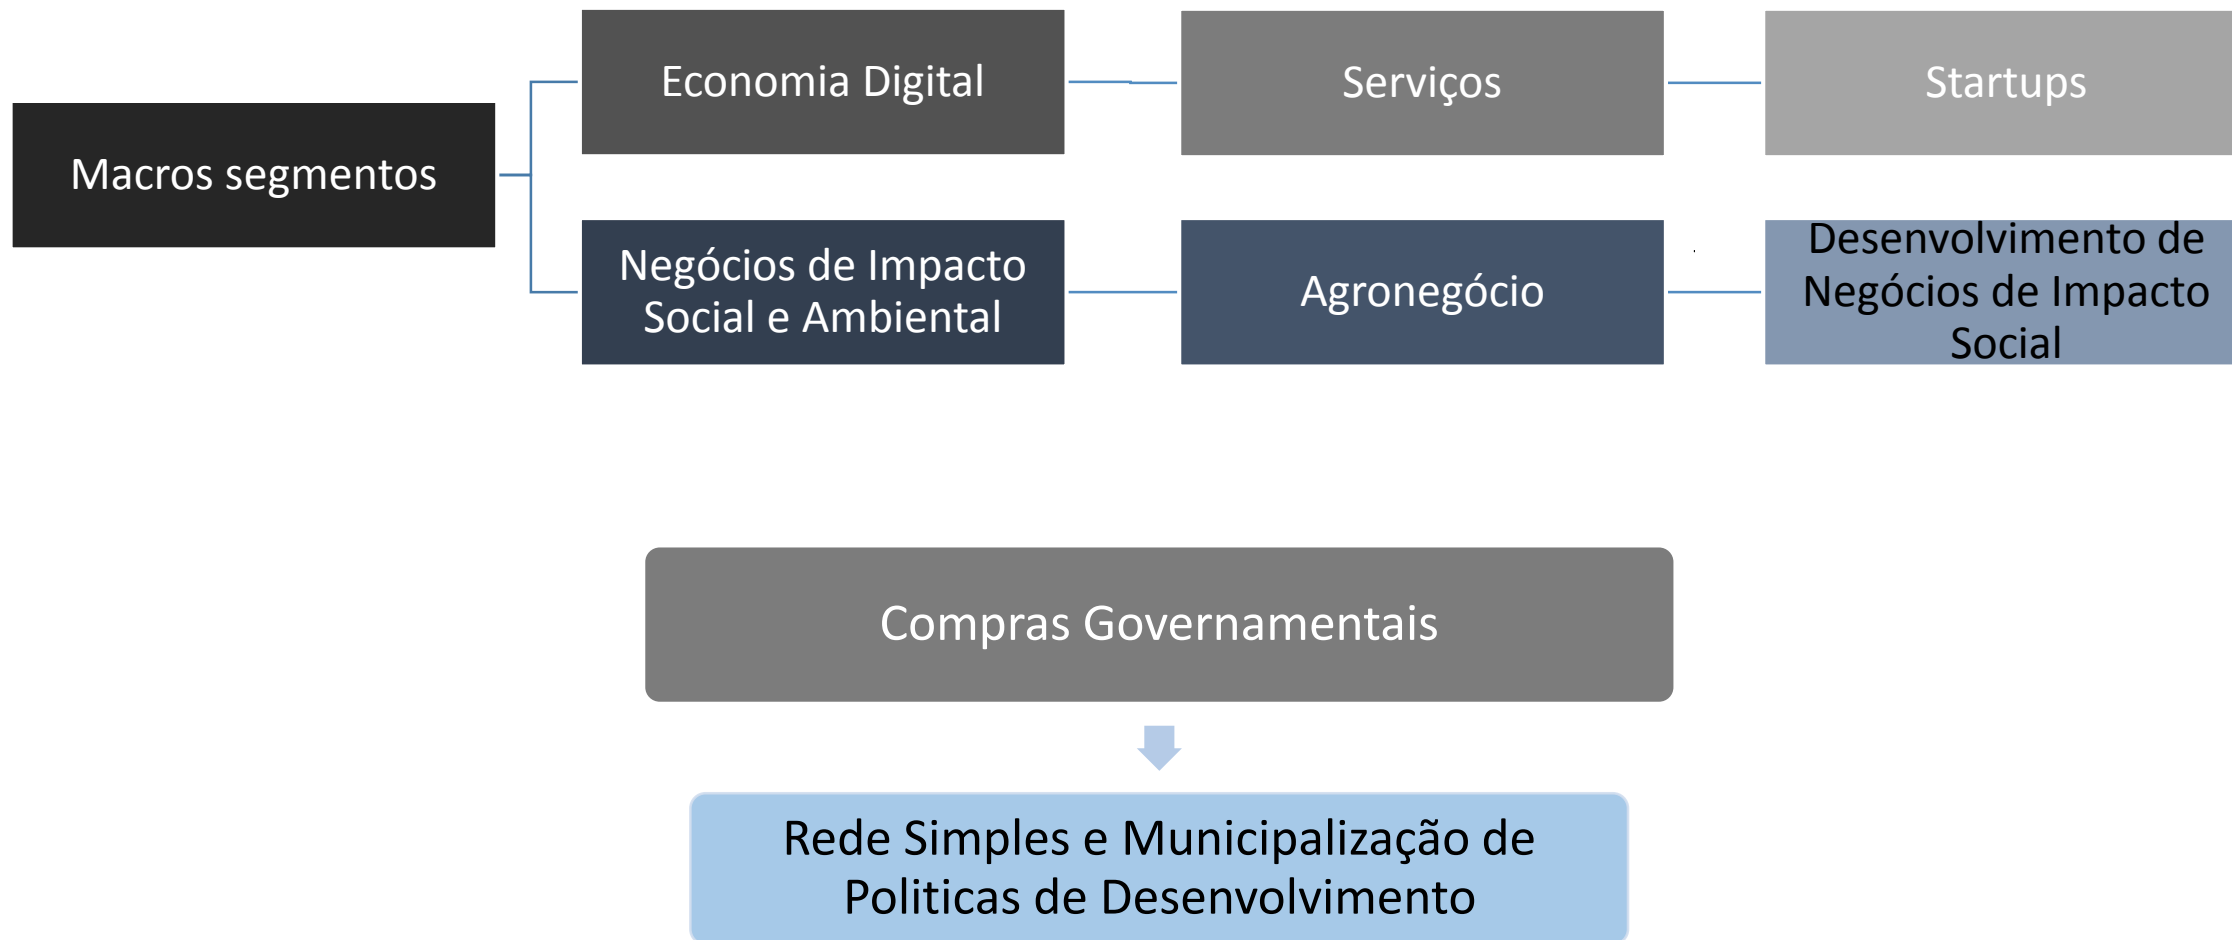 Economia Digital
Serviços
Startups
Macros segmentos
Negócios de Impacto
Social e Ambiental
Agronegócio
Desenvolvimento de
Negócios de Impacto
Social
Compras Governamentais
Rede Simples e Municipalização de
Politicas de Desenvolvimento